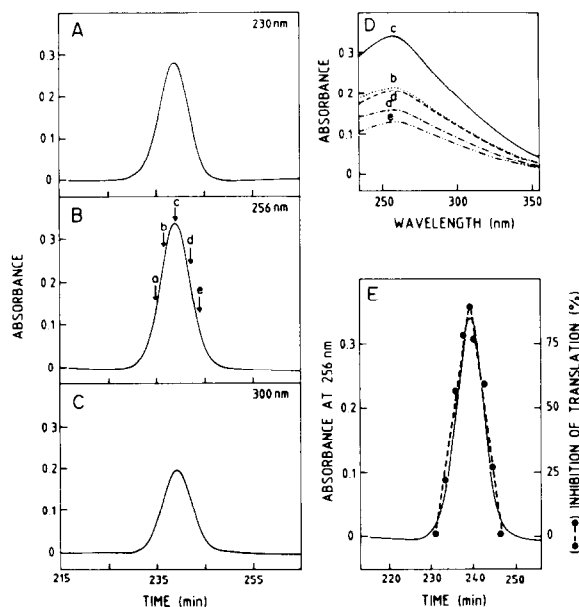 A
230 nm
0.3
0.2
0.1
0
B
256 nm
c
b
d
a
e
0.3
0.2
0.1
0
C
300 nm
0.3
0.2
0.1
0
215
235
255
TIME (min)
ABSORBANCE
D
c
b
d
a
e
0.3
0.2
0.1
0
250
300
350
ABSORBANCE
WAVELENGTH (nm)
E
0.3
0.2
0.1
0
75
50
25
0
220
230
240
250
TIME (min)
ABSORBANCE AT 256 nm
(●--●) INHIBITION OF TRANSLATION (%)